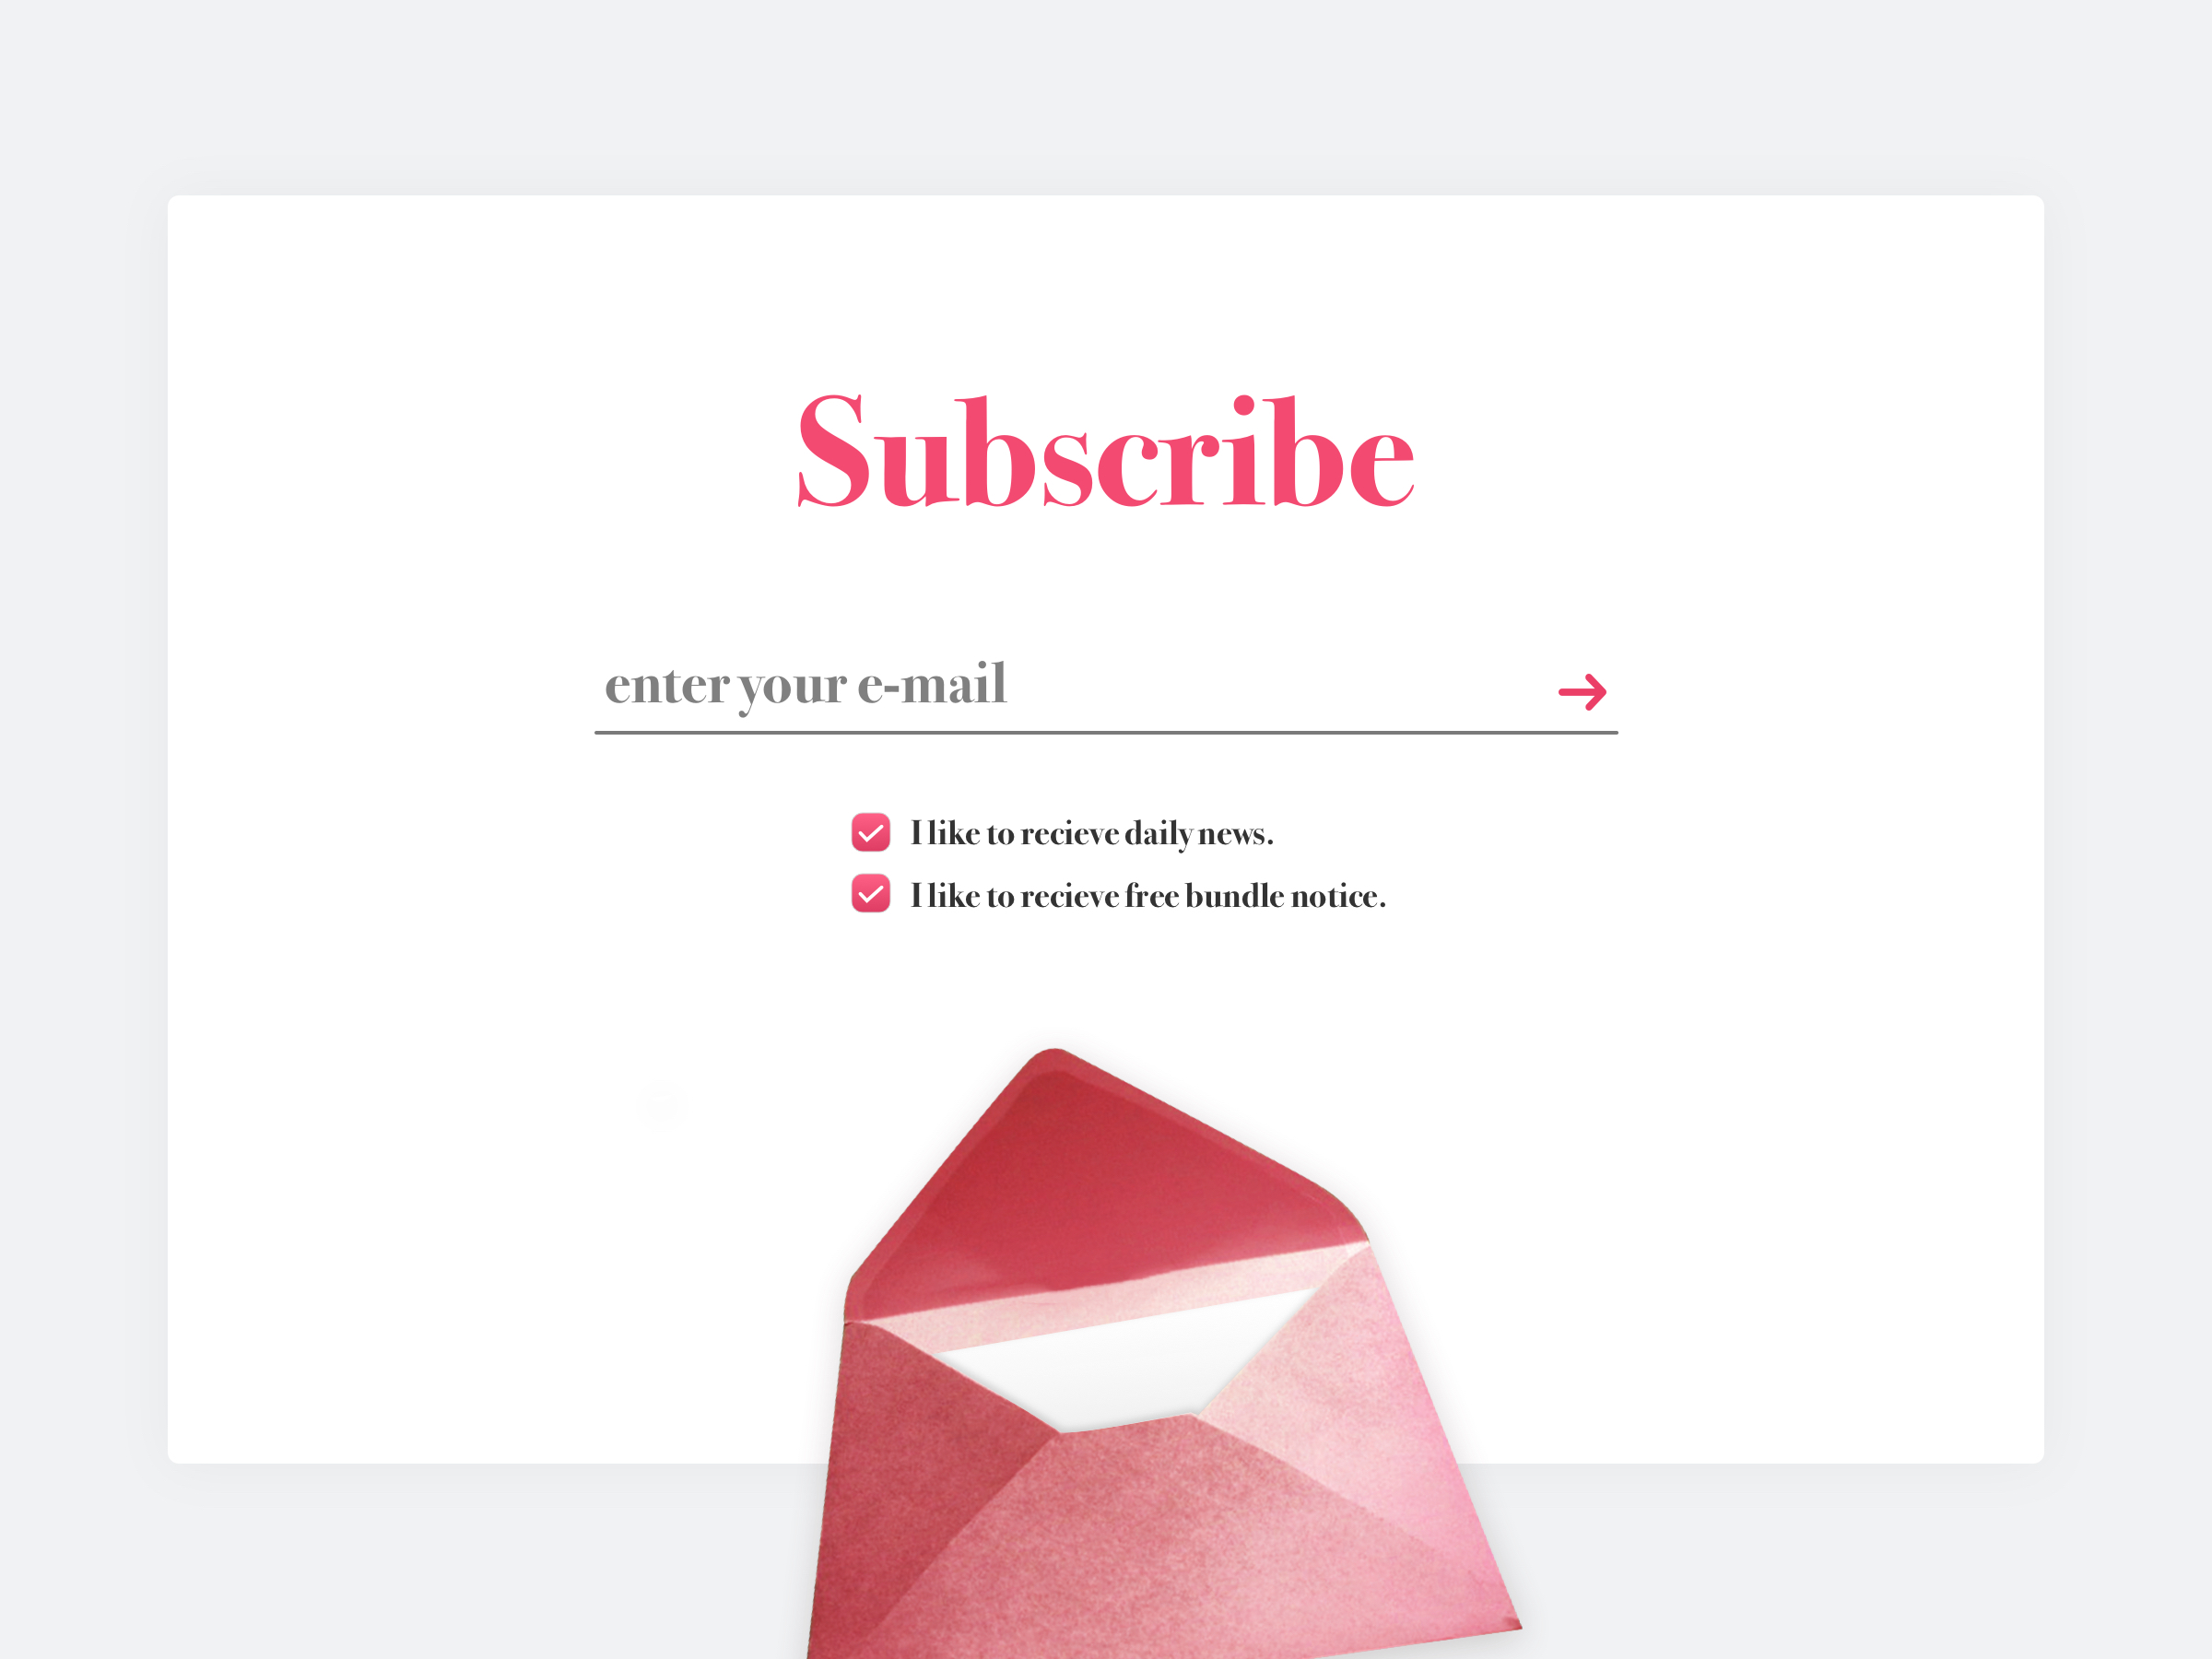 Subscribe
enter your e-mail
I like to recieve daily news.
I like to recieve free bundle notice.